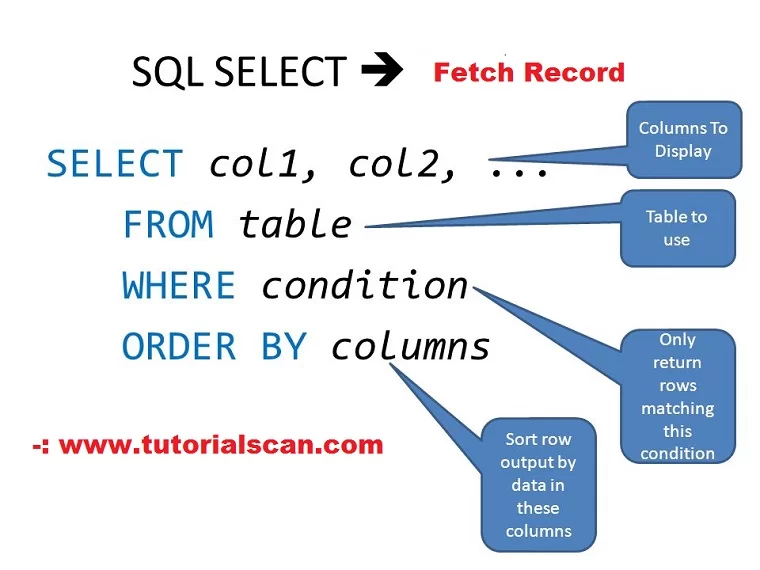 SQL SELECT ➔ Fetch Record
SELECT col1, col2, ...
Columns To
Display
FROM table
Table to
use
WHERE condition
Only
return
rows
matching
this
condition
ORDER BY columns
Sort row
output by
data in
these
columns
-: www.tutorialscan.com